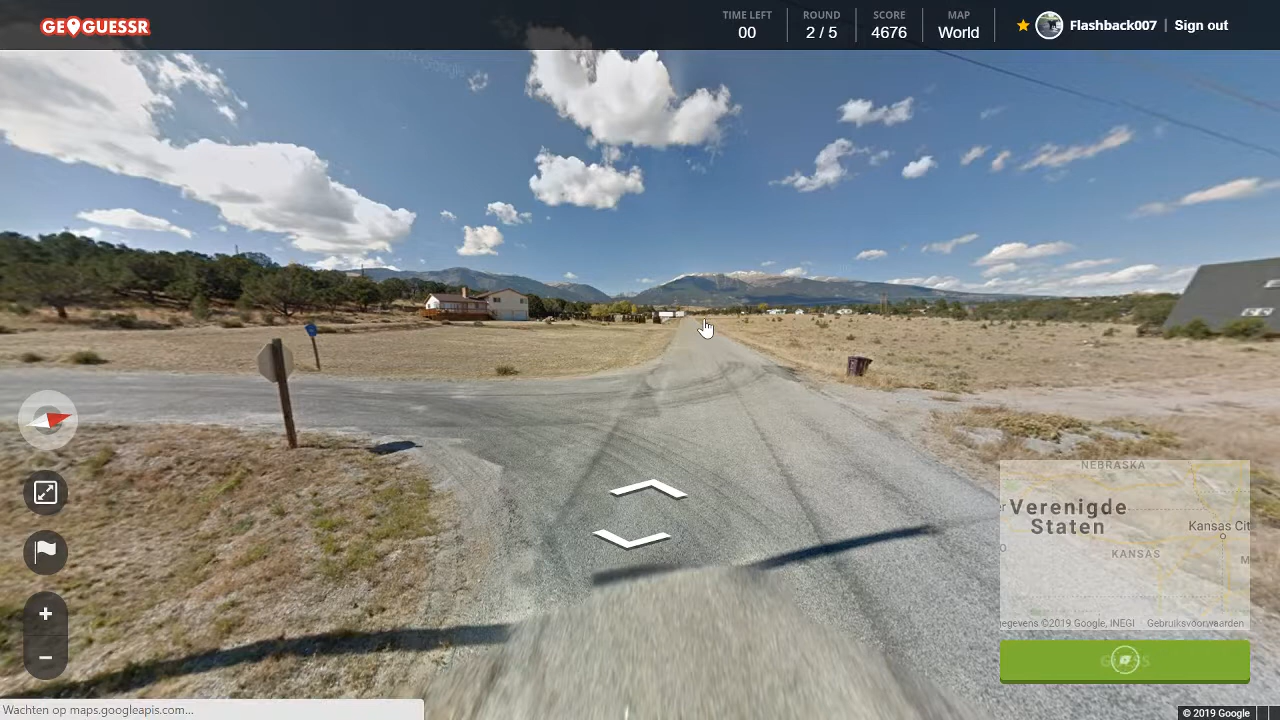 GEOGUESSR
TIME LEFT
00
ROUND
2 / 5
SCORE
4676
MAP
World
Flashback007 | Sign out
NEBRASKA
Verenigde
Staten
Kansas Cit
KANSAS
M
egevens ©2019 Google, INEGI
Gebruiksvoorwaarden
Wachten op maps.googleapis.com...
© 2019 Google